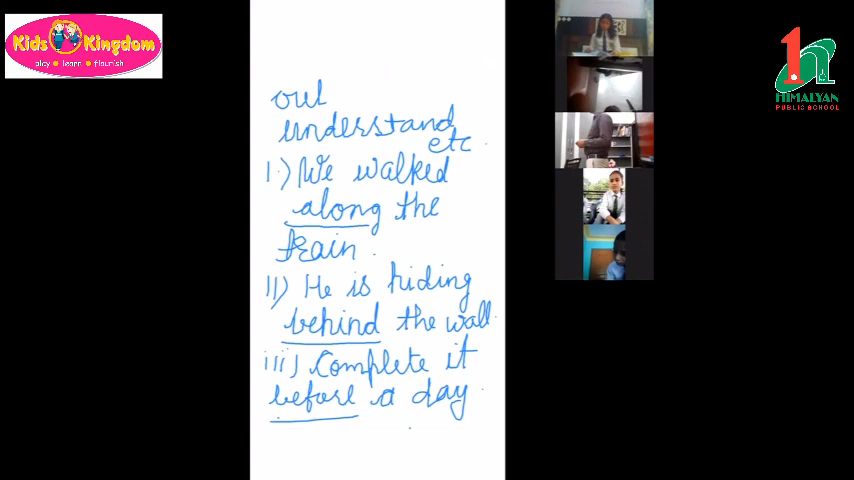 Kids Kingdom
play • learn • flourish
HIMALYAN
PUBLIC SCHOOL
out
understand
etc
i.) We walked
along the
train
ii) He is hiding
behind the wall
iii) Complete it
before a day